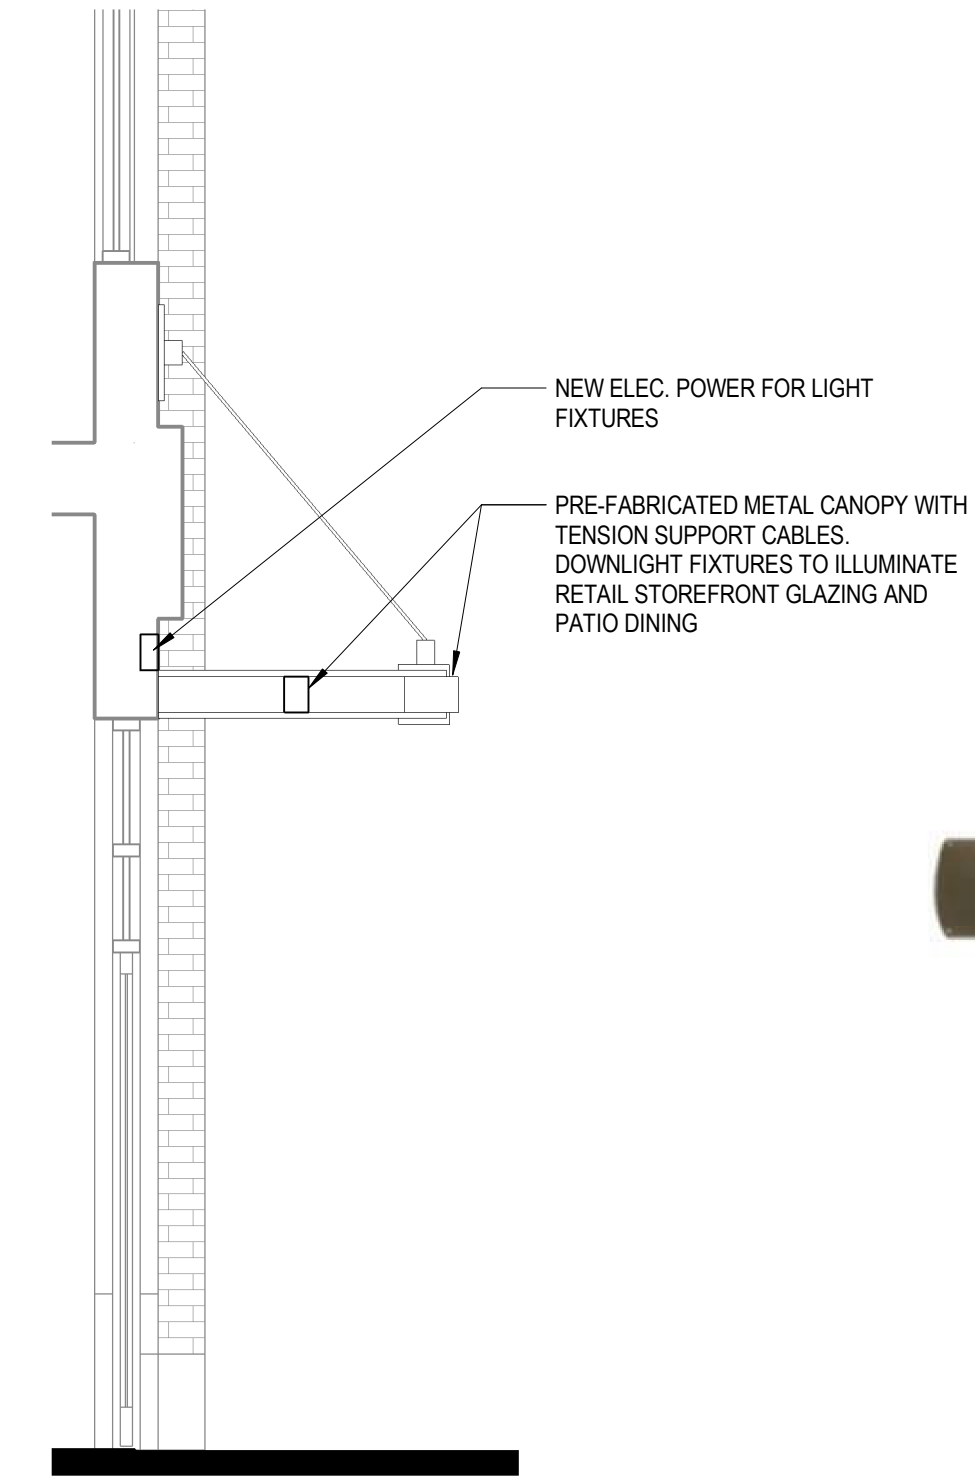 NEW ELEC. POWER FOR LIGHT
FIXTURES
PRE-FABRICATED METAL CANOPY WITH
TENSION SUPPORT CABLES.
DOWNLIGHT FIXTURES TO ILLUMINATE
RETAIL STOREFRONT GLAZING AND
PATIO DINING